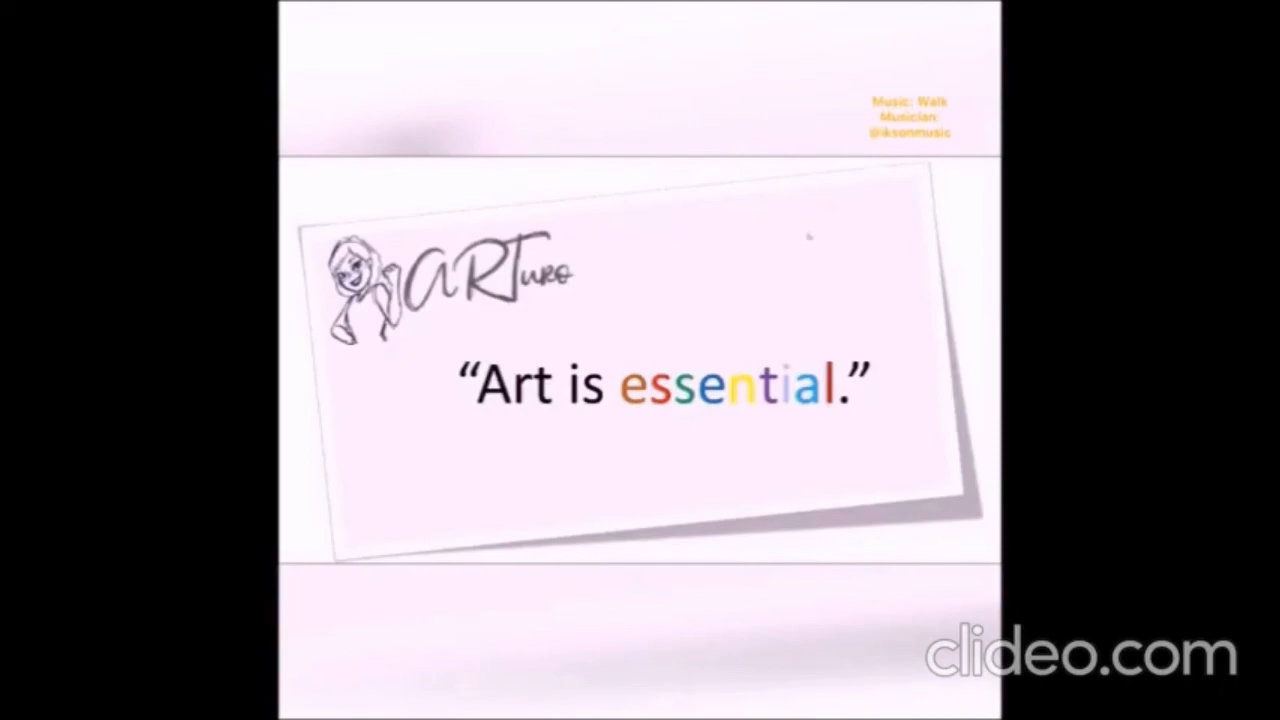 Music: Walk
Musician:
@iksonmusic
ARTuro
“Art is essential.”
clideo.com